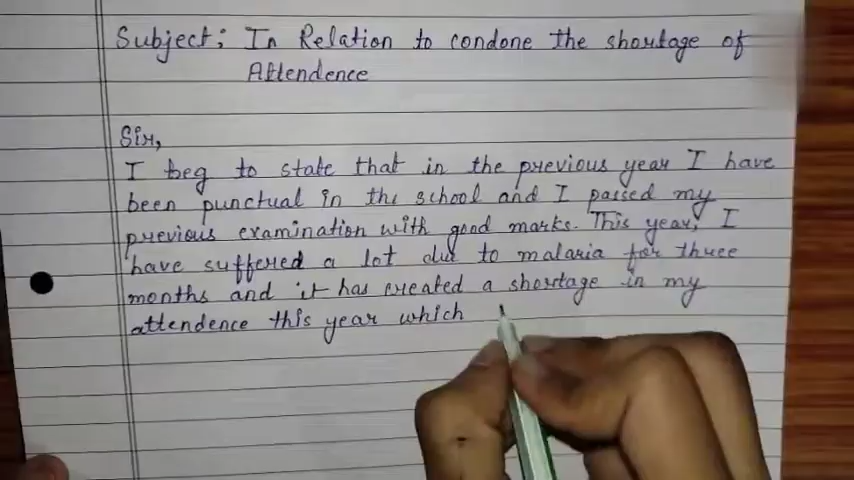 Subject: In Relation to condone the shortage of
Attendence
Sir,
I beg to state that in the previous year I have
been punctual in the school and I passed my
previous examination with good marks. This year, I
have suffered a lot due to malaria for three
months and it has created a shortage in my
attendence this year which